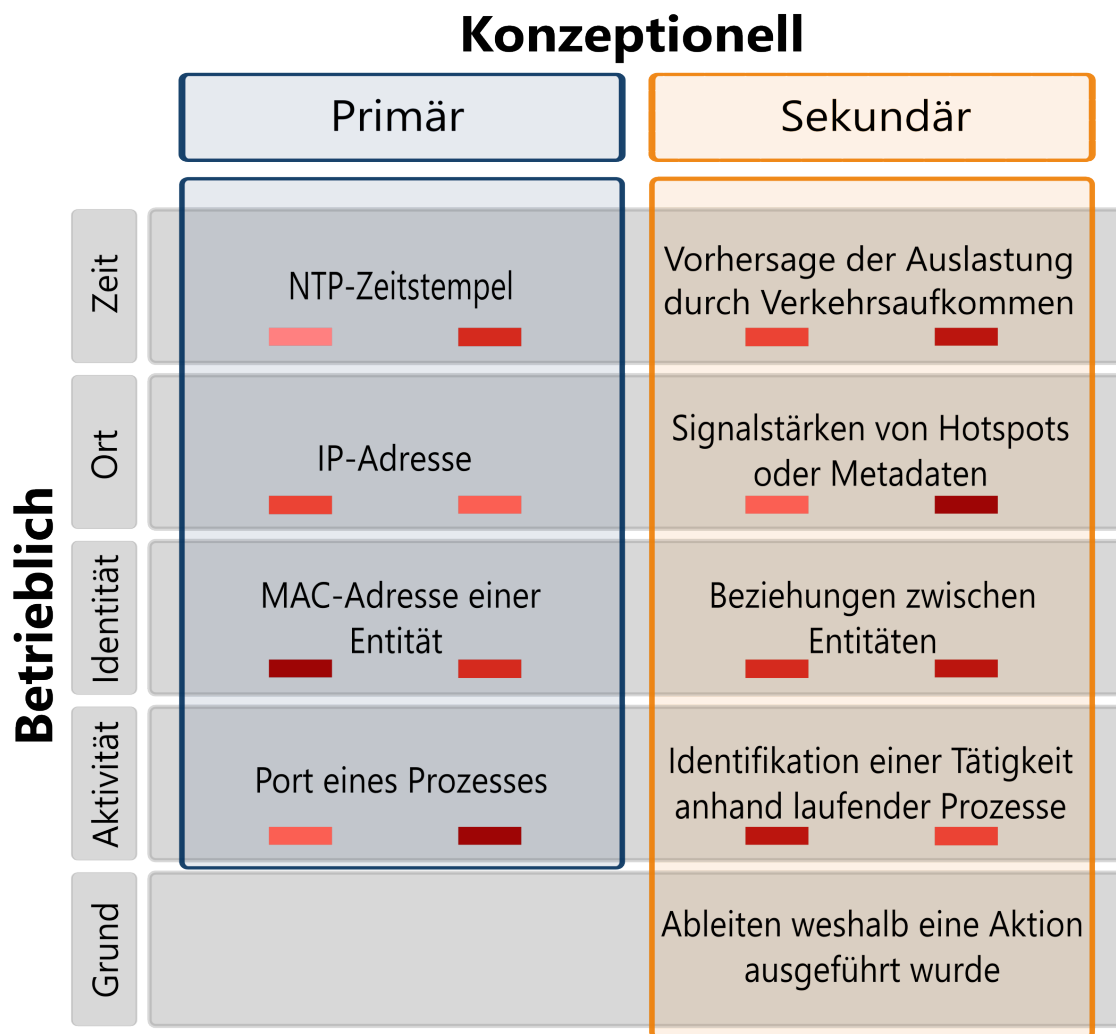 Konzeptionell
Primär
Sekundär
Betrieblich
Zeit
NTP-Zeitstempel
Vorhersage der Auslastung
durch Verkehrsaufkommen
Ort
IP-Adresse
Signalstärken von Hotspots
oder Metadaten
Identität
MAC-Adresse einer
Entität
Beziehungen zwischen
Entitäten
Aktivität
Port eines Prozesses
Identifikation einer Tätigkeit
anhand laufender Prozesse
Grund
Ableiten weshalb eine Aktion
ausgeführt wurde